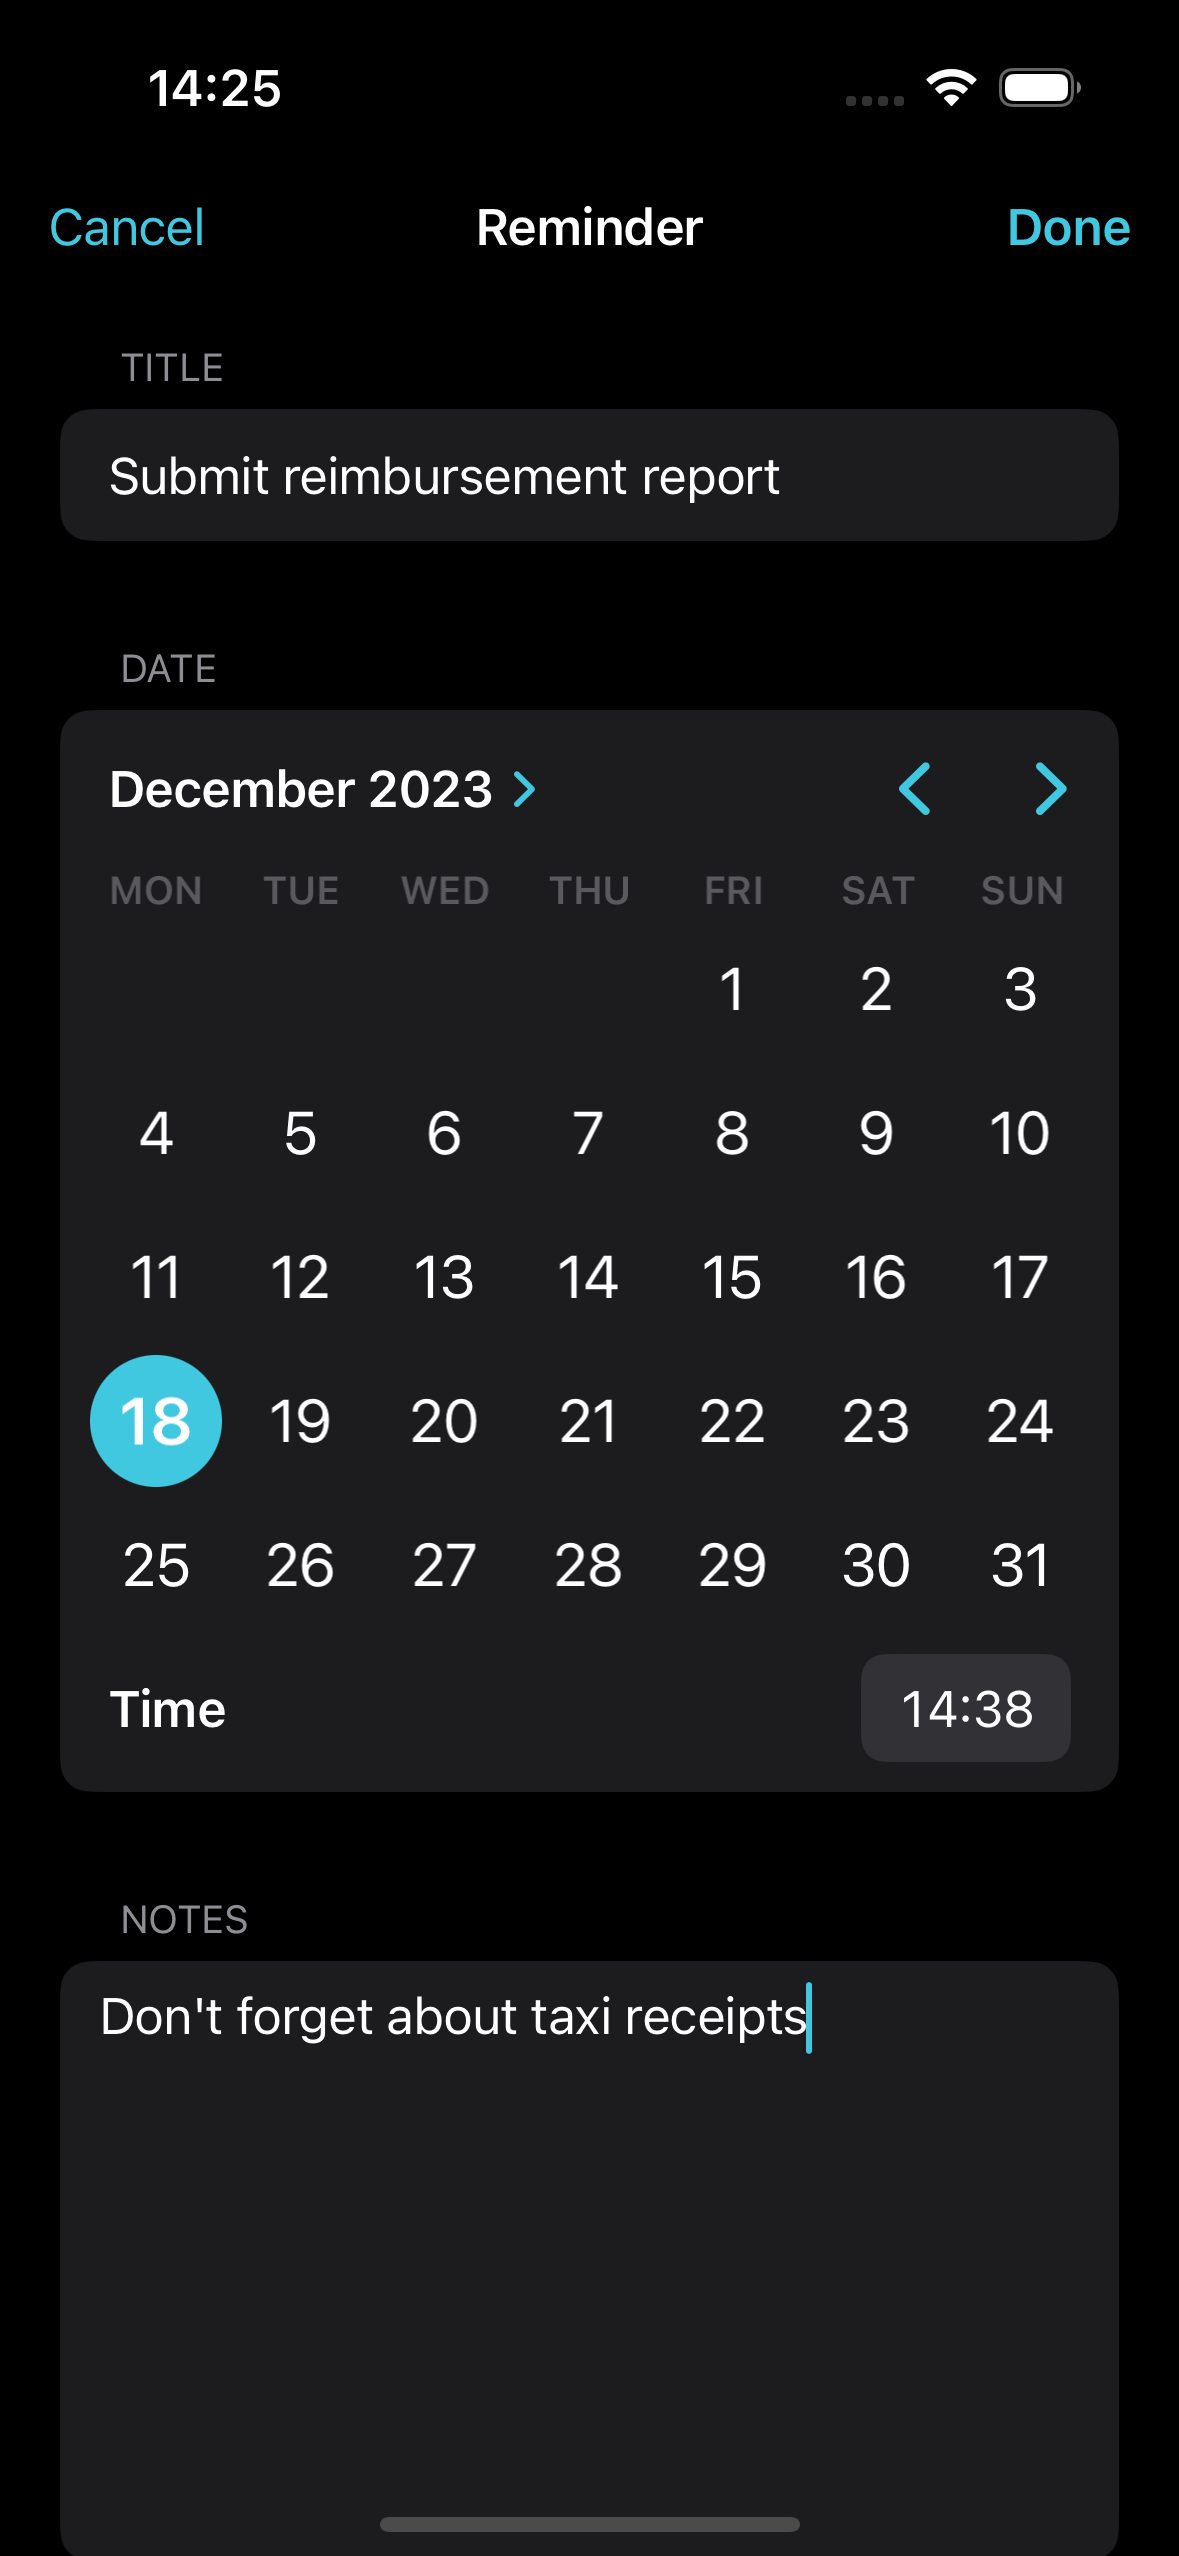 14:25
Cancel Reminder Done
TITLE
Submit reimbursement report
DATE
December 2023
MON TUE WED THU FRI SAT SUN
1 2 3
4 5 6 7 8 9 10
11 12 13 14 15 16 17
18 19 20 21 22 23 24
25 26 27 28 29 30 31
Time 14:38
NOTES
Don't forget about taxi receipts